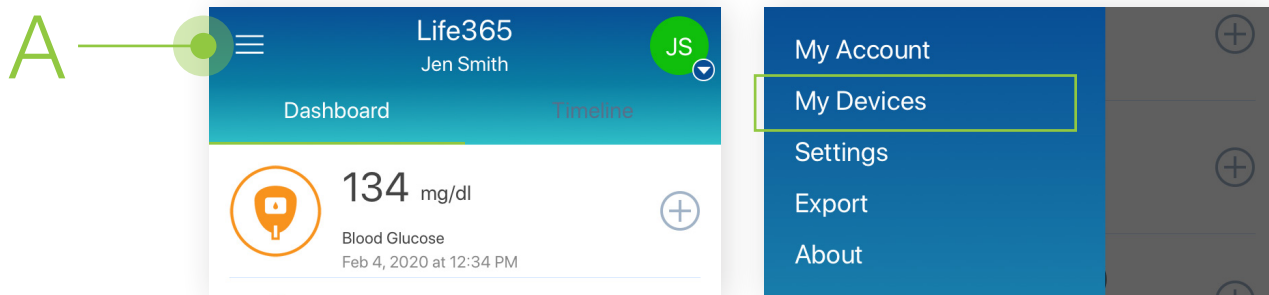 A
Life365
Jen Smith
JS
Dashboard
Timeline
134 mg/dl
Blood Glucose
Feb 4, 2020 at 12:34 PM
My Account
My Devices
Settings
Export
About